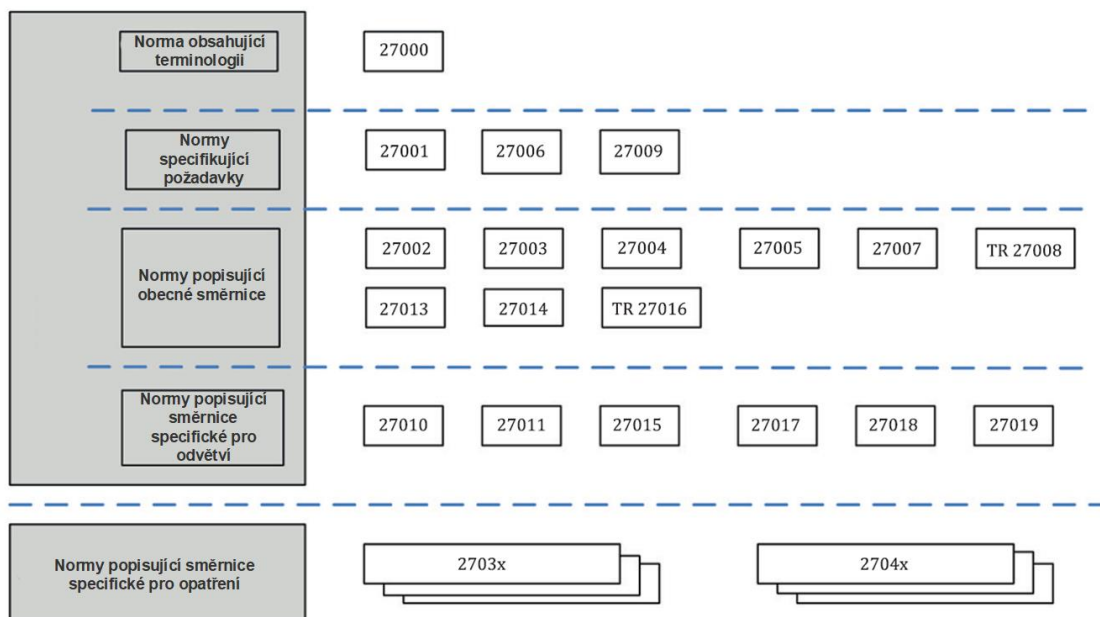 Norma obsahující
terminologii
27000
Normy
specifikující
požadavky
27001 27006 27009
Normy popisující
obecné směrnice
27002 27003 27004 27005 27007 TR 27008
27013 27014 TR 27016
Normy popisující
směrnice
specifické pro
odvětví
27010 27011 27015 27017 27018 27019
Normy popisující směrnice
specifické pro opatření
2703x 2704x